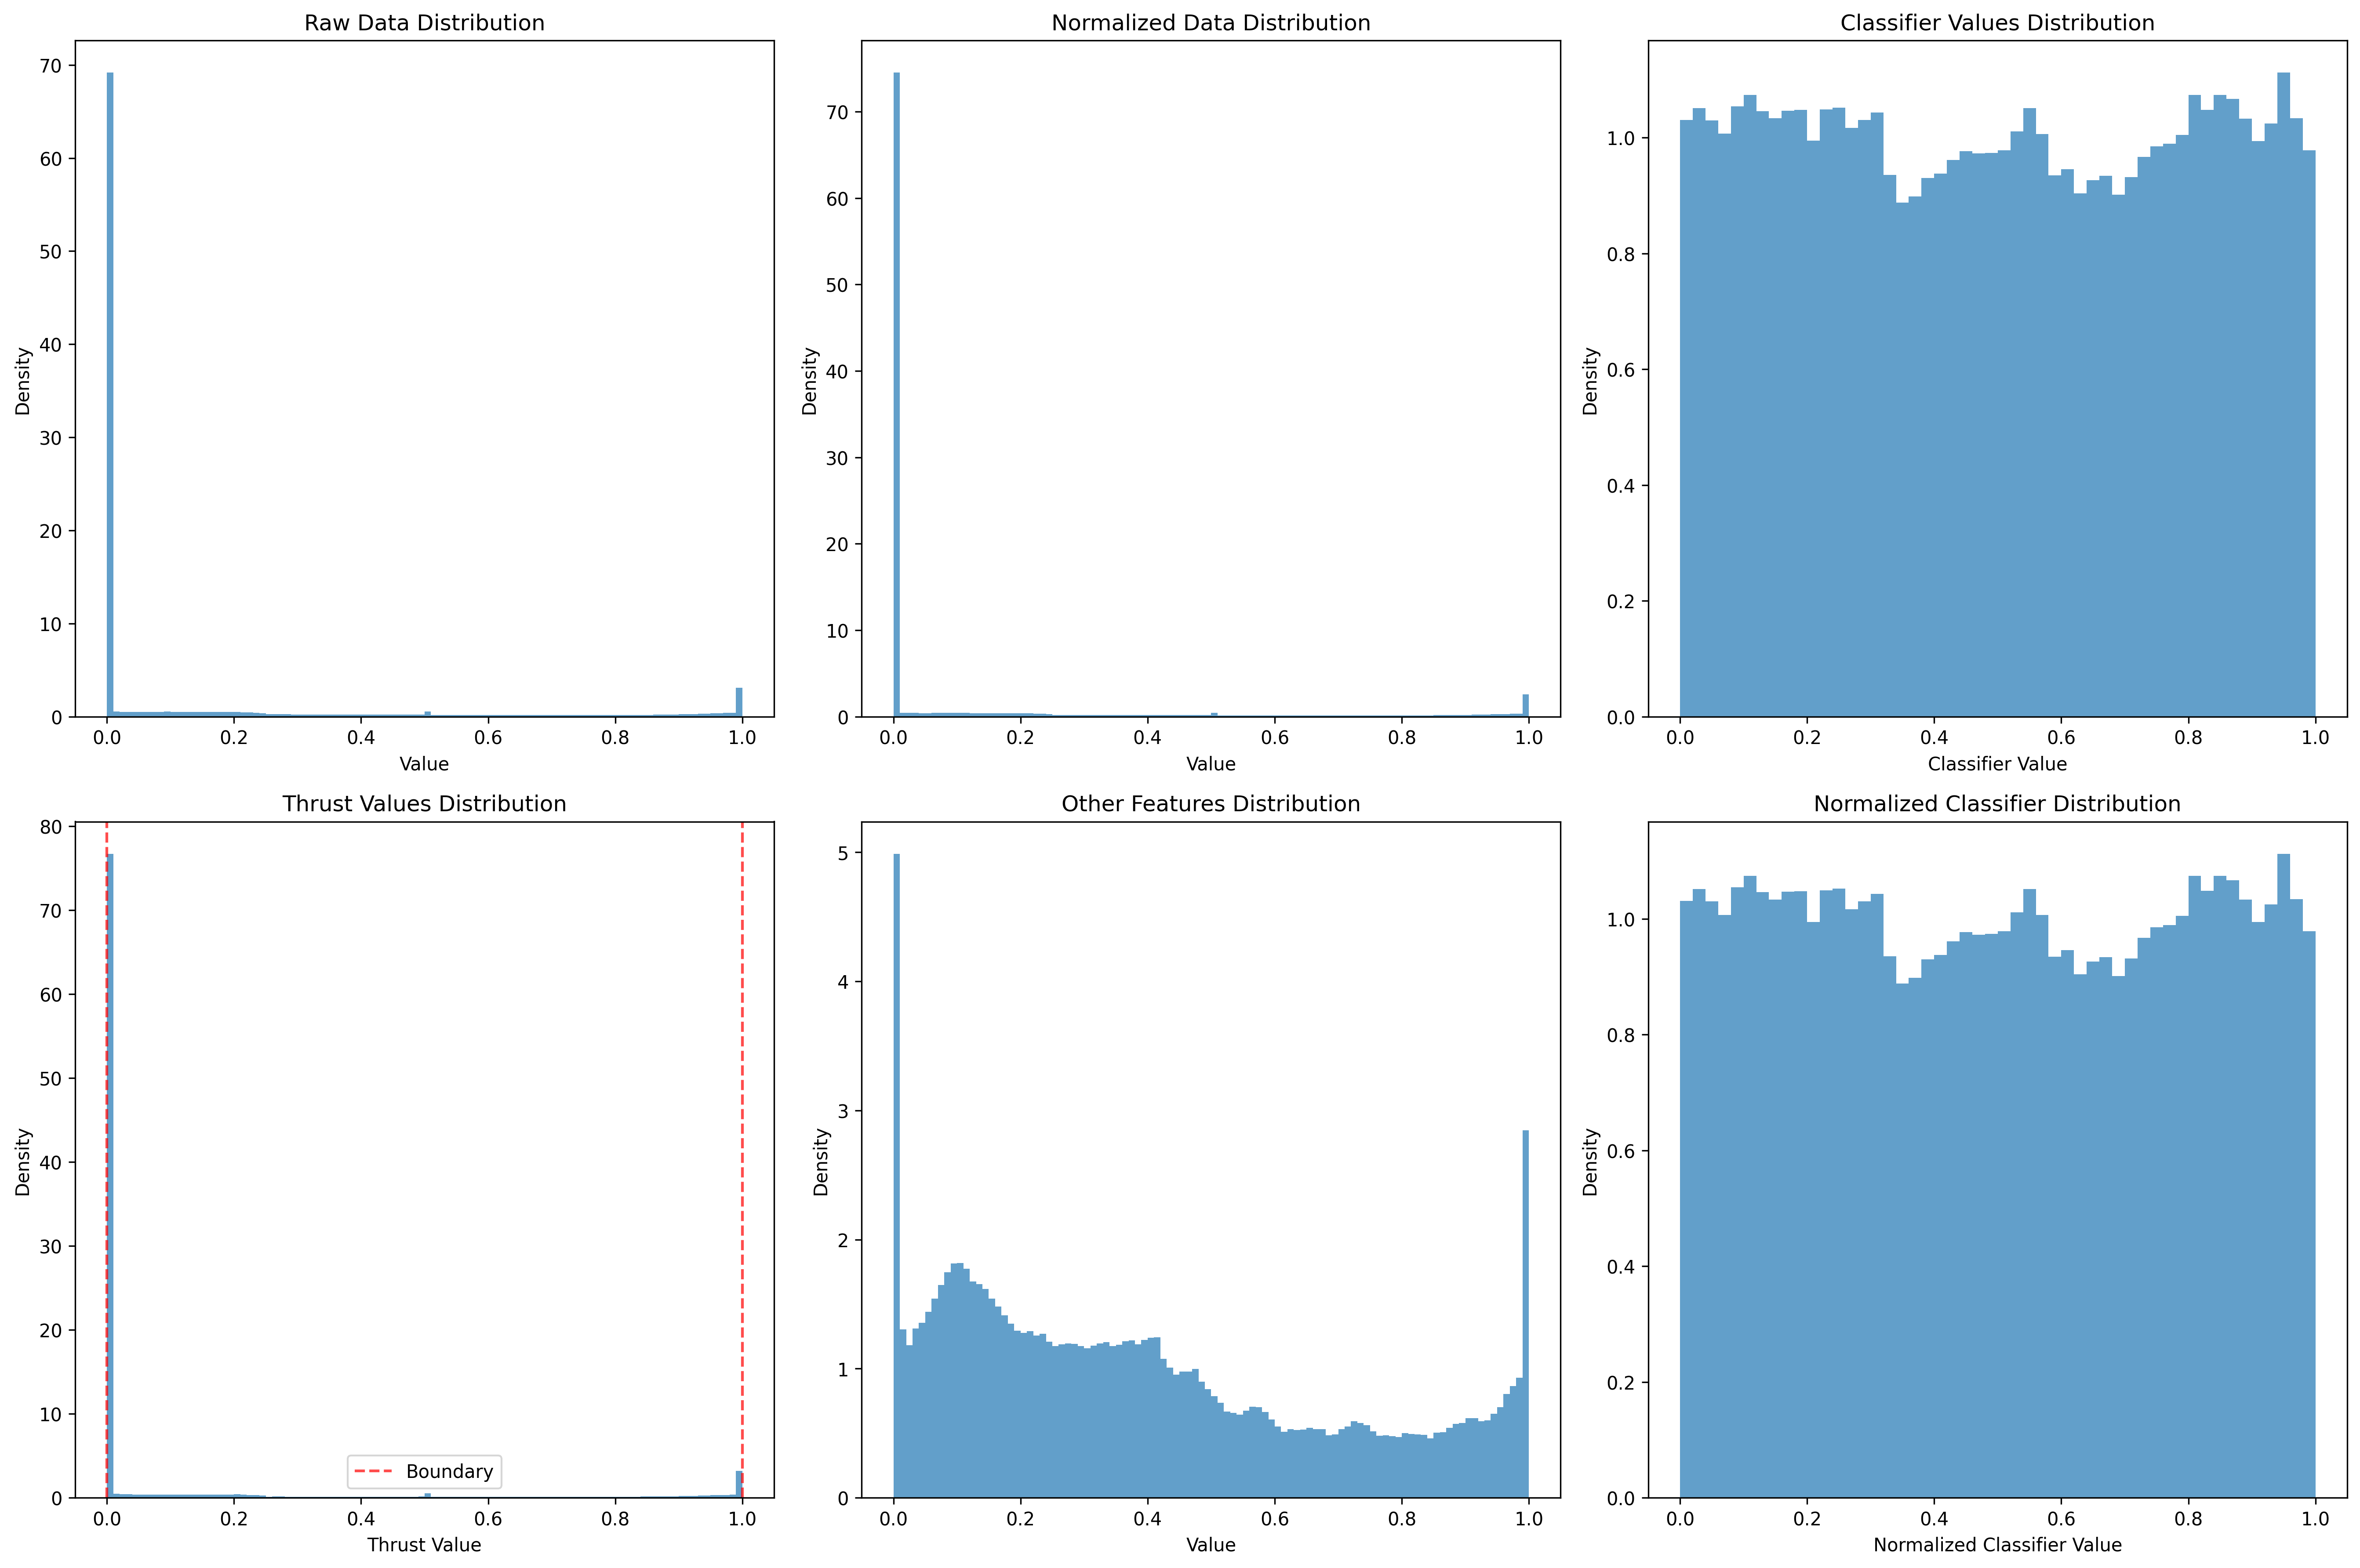 Raw Data Distribution
Density
70
60
50
40
30
20
10
0
0.0 0.2 0.4 0.6 0.8 1.0
Value
Normalized Data Distribution
Density
70
60
50
40
30
20
10
0
0.0 0.2 0.4 0.6 0.8 1.0
Value
Classifier Values Distribution
Density
1.0
0.8
0.6
0.4
0.2
0.0
0.0 0.2 0.4 0.6 0.8 1.0
Classifier Value
Thrust Values Distribution
Density
80
70
60
50
40
30
20
10
0
Boundary
0.0 0.2 0.4 0.6 0.8 1.0
Thrust Value
Other Features Distribution
Density
5
4
3
2
1
0
0.0 0.2 0.4 0.6 0.8 1.0
Value
Normalized Classifier Distribution
Density
1.0
0.8
0.6
0.4
0.2
0.0
0.0 0.2 0.4 0.6 0.8 1.0
Normalized Classifier Value